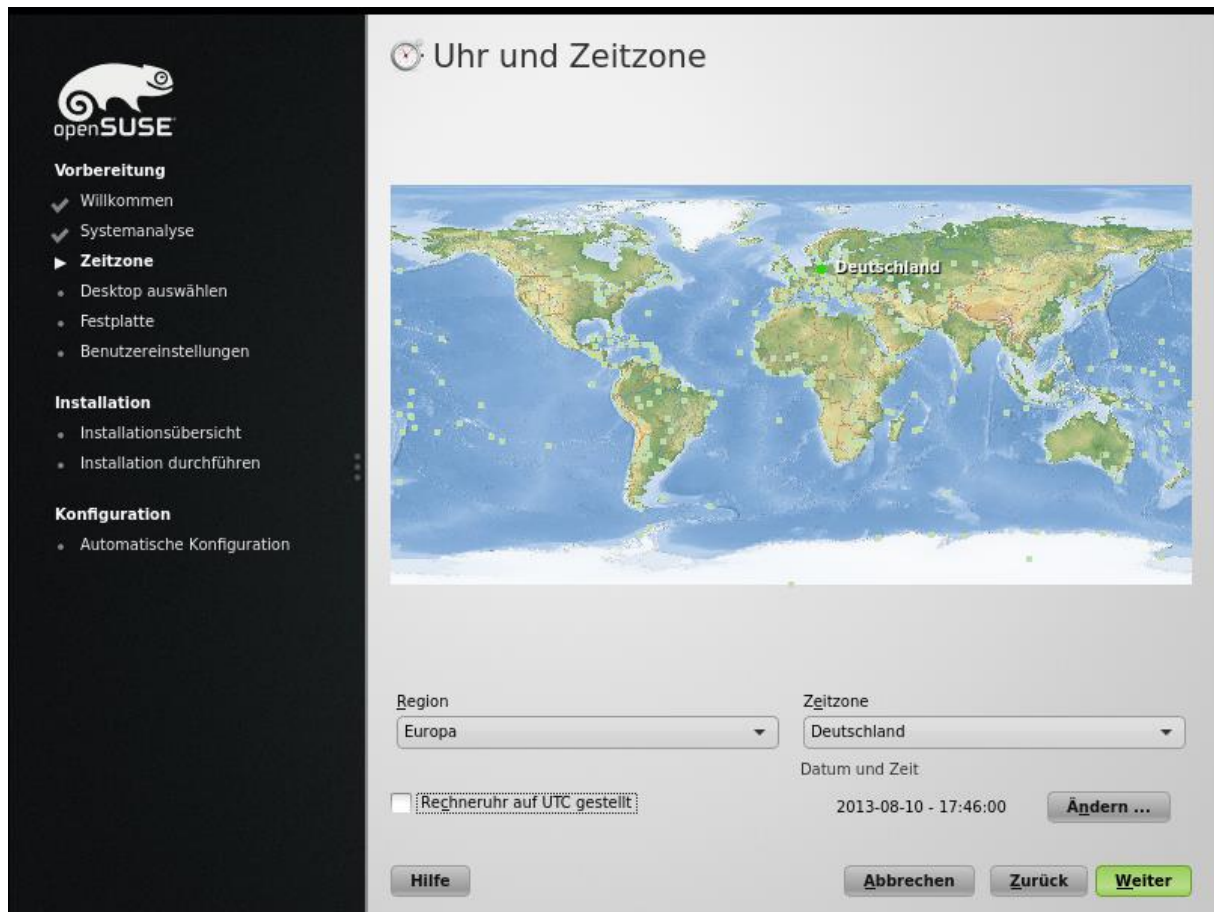 openSUSE
Vorbereitung
Willkommen
Systemanalyse
Zeitzone
Desktop auswählen
Festplatte
Benutzereinstellungen
Installation
Installationsübersicht
Installation durchführen
Konfiguration
Automatische Konfiguration
Uhr und Zeitzone
Deutschland
Region
Europa
Zeitzone
Deutschland
Datum und Zeit
Rechneruhr auf UTC gestellt
2013-08-10 - 17:46:00
Ändern ...
Hilfe
Abbrechen
Zurück
Weiter